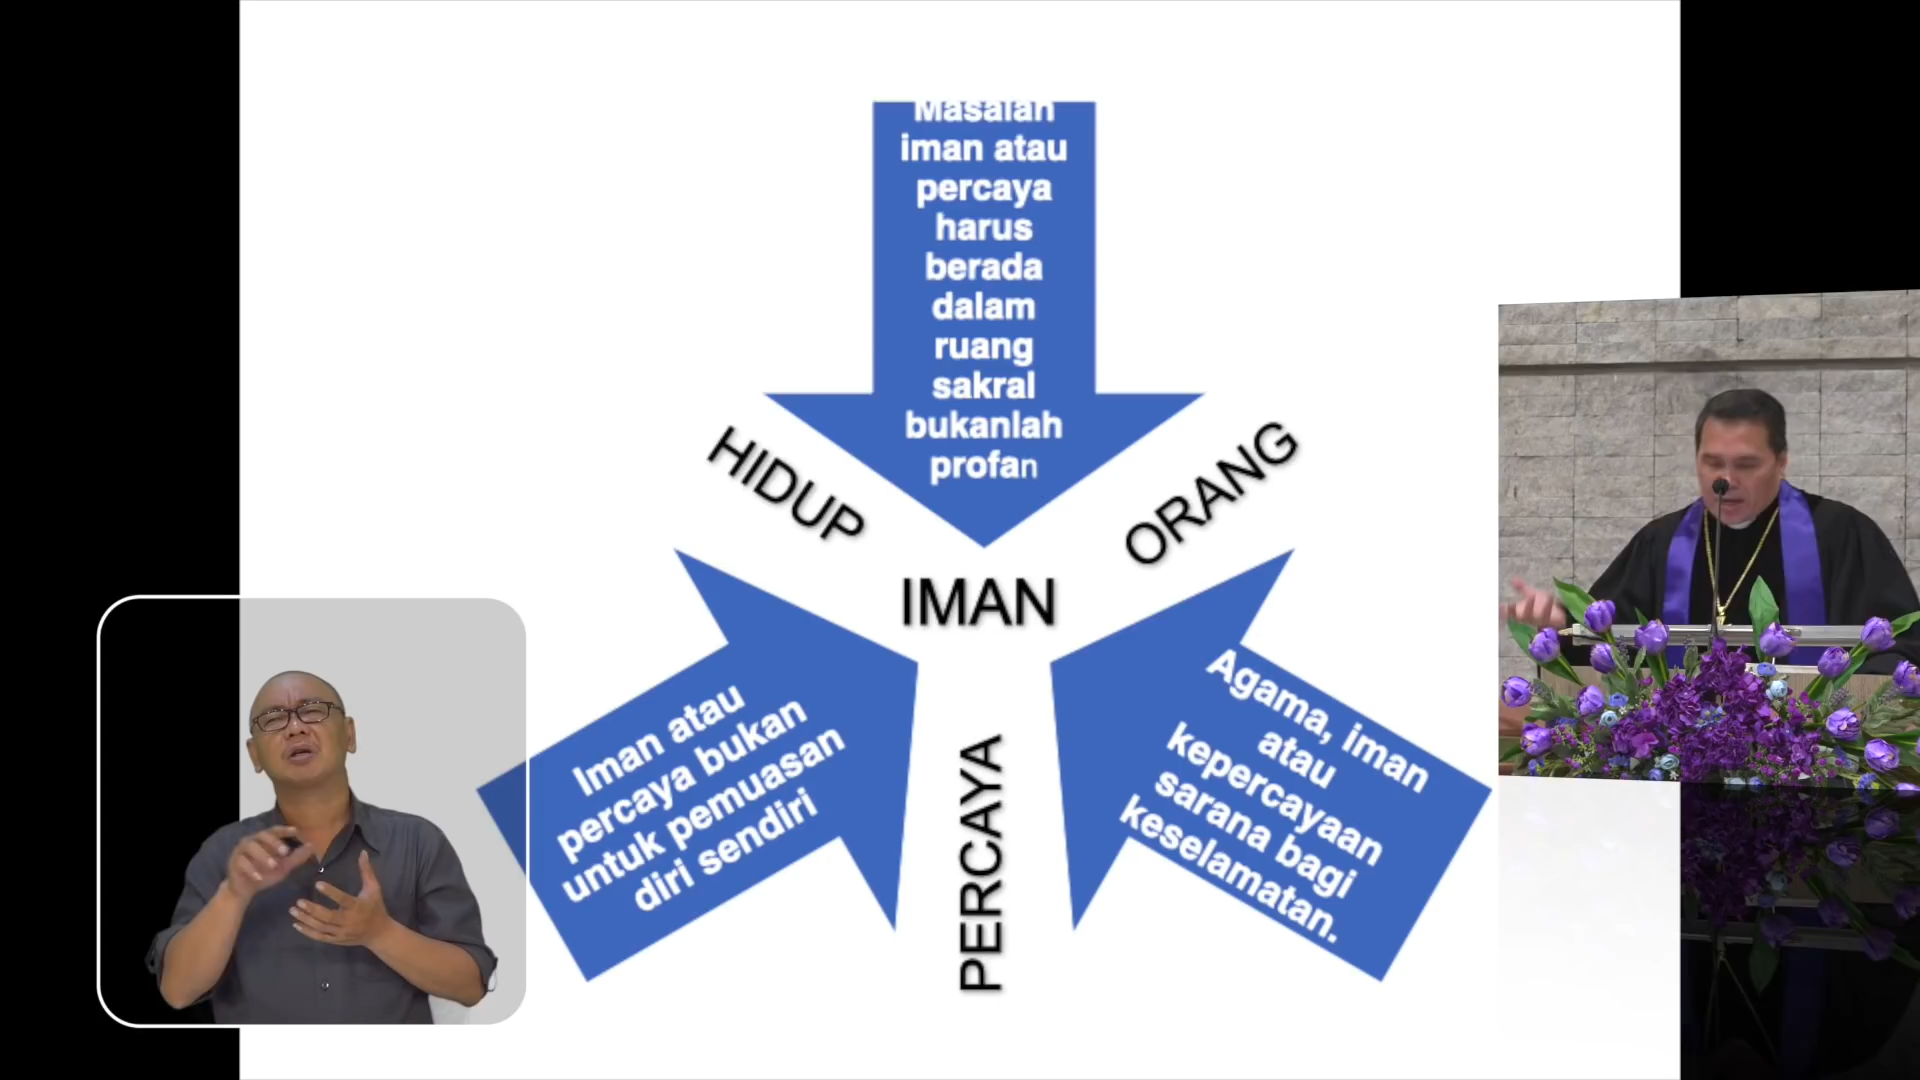 Masalah
iman atau
percaya
harus
berada
dalam
ruang
sakral
bukanlah
profan
HIDUP
ORANG
IMAN
PERCAYA
Iman atau
percaya bukan
untuk pemuasan
diri sendiri
Agama, iman
atau
kepercayaan
sarana bagi
keselamatan.